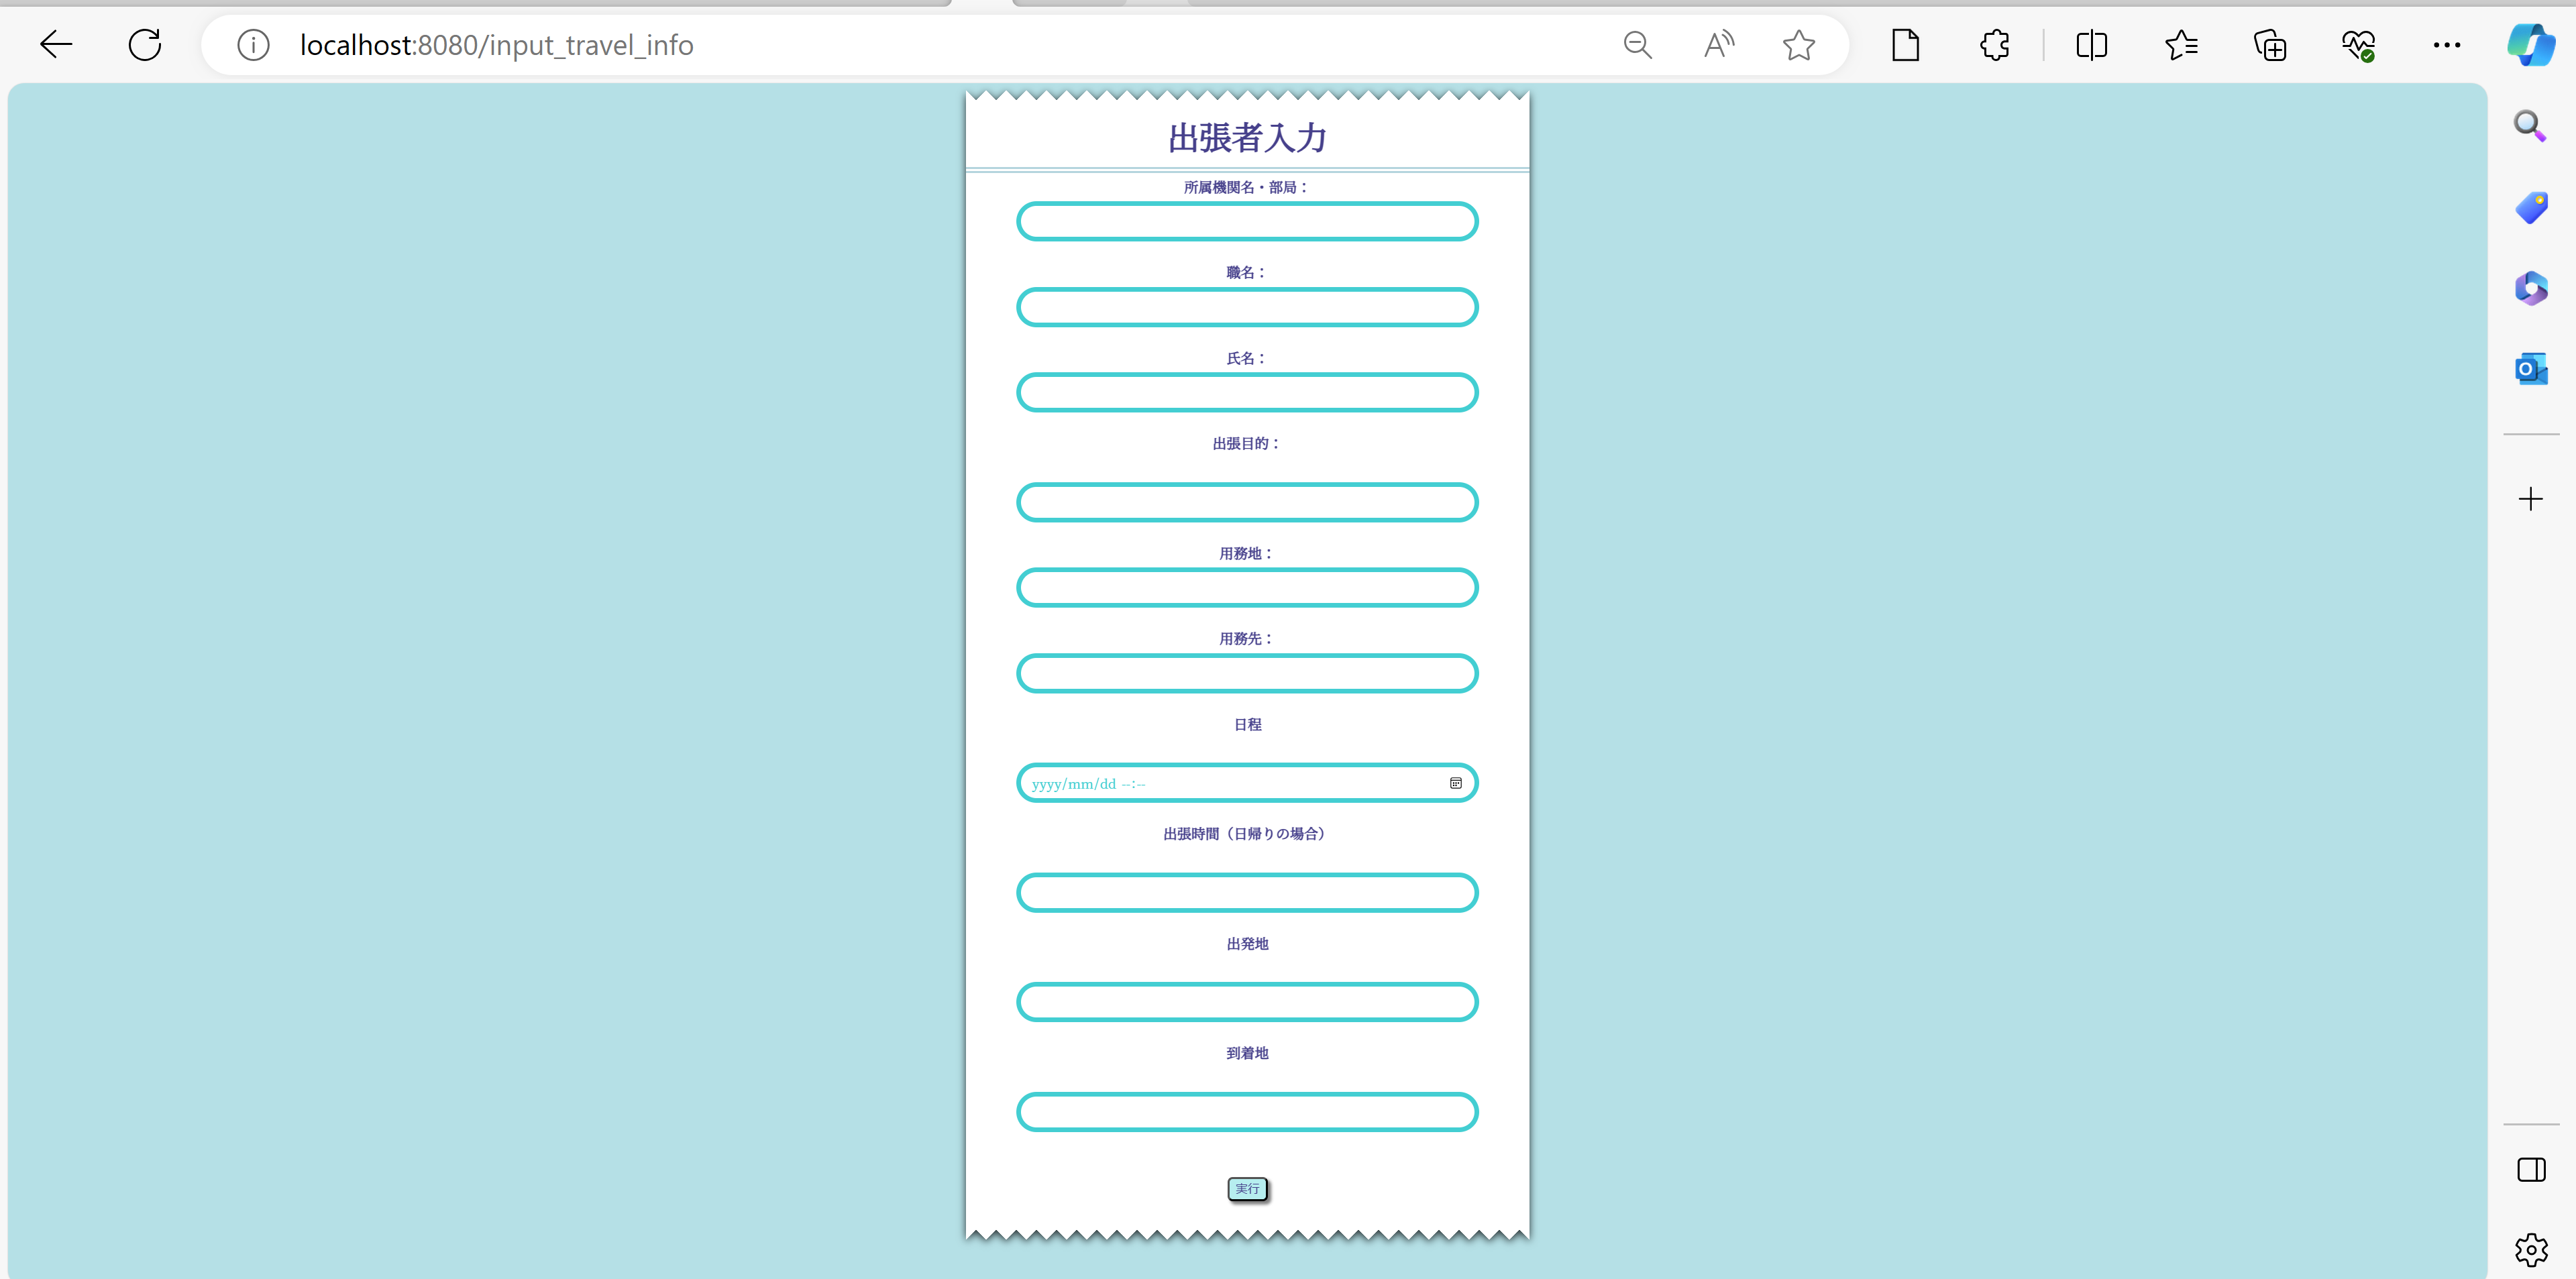 localhost:8080/input_travel_info
出張者入力
所属機関名・部局：
職名：
氏名：
出張目的：
用務地：
用務先：
日程
yyyy/mm/dd --:--
出張時間（日帰りの場合）
出発地
到着地
実行